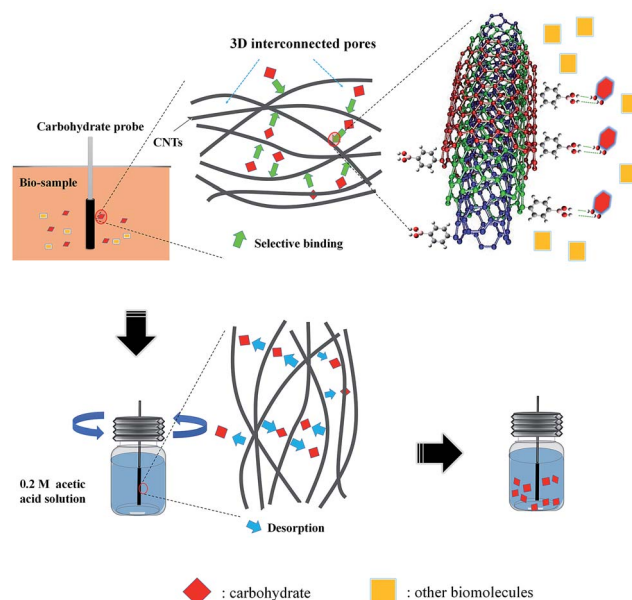 3D interconnected pores
CNTs
Carbohydrate probe
Bio-sample
Selective binding
0.2 M acetic
acid solution
Desorption
: carbohydrate
: other biomolecules